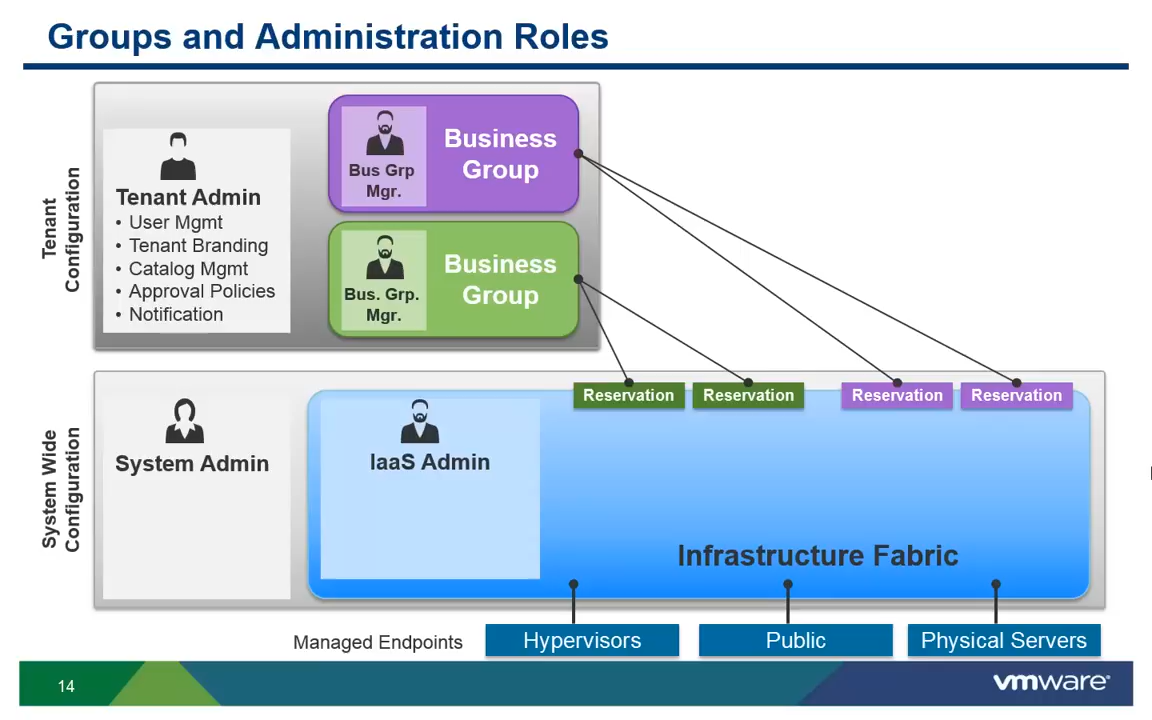 Groups and Administration Roles
Tenant
Configuration
Tenant Admin
• User Mgmt
• Tenant Branding
• Catalog Mgmt
• Approval Policies
• Notification
Bus Grp
Mgr.
Business
Group
Bus. Grp.
Mgr.
Business
Group
System Wide
Configuration
System Admin
IaaS Admin
Reservation
Reservation
Reservation
Reservation
Infrastructure Fabric
Managed Endpoints
Hypervisors
Public
Physical Servers
14
vmware®